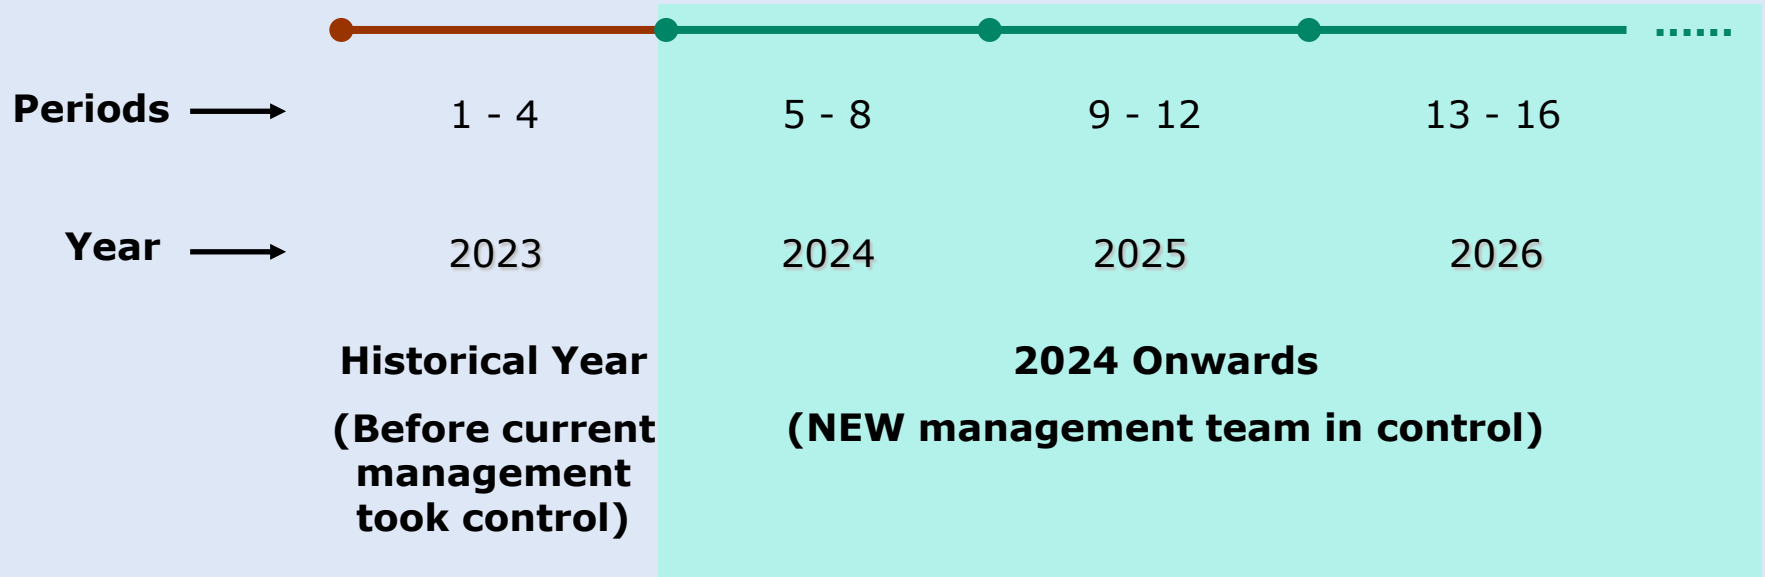 Periods 1 - 4 5 - 8 9 - 12 13 - 16
Year 2023 2024 2025 2026
Historical Year
(Before current
management
took control)
2024 Onwards
(NEW management team in control)